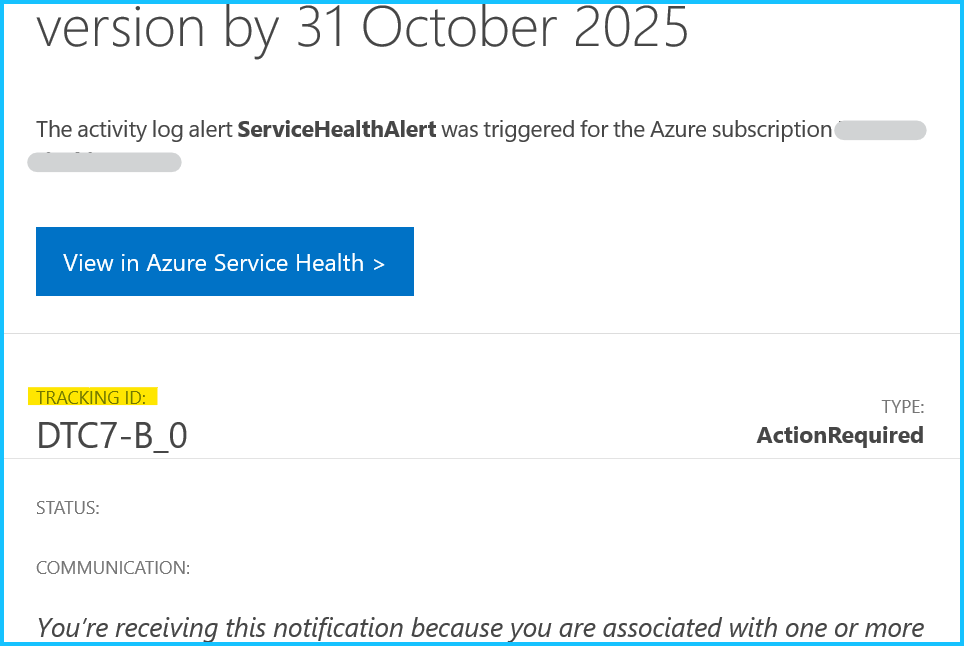 version by 31 October 2025
The activity log alert ServiceHealthAlert was triggered for the Azure subscription
View in Azure Service Health >
TRACKING ID:
DTC7-B_0
TYPE:
ActionRequired
STATUS:
COMMUNICATION:
You’re receiving this notification because you are associated with one or more